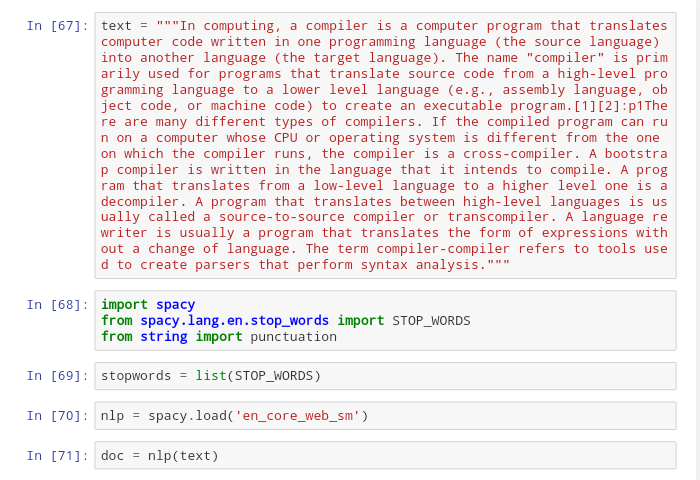 In [67]: text = """In computing, a compiler is a computer program that translates
computer code written in one programming language (the source language)
into another language (the target language). The name "compiler" is prim
arily used for programs that translate source code from a high-level pro
gramming language to a lower level language (e.g., assembly language, ob
ject code, or machine code) to create an executable program.[1][2]:p1The
re are many different types of compilers. If the compiled program can ru
n on a computer whose CPU or operating system is different from the one
on which the compiler runs, the compiler is a cross-compiler. A bootstra
p compiler is written in the language that it intends to compile. A prog
ram that translates from a low-level language to a higher level one is a
decompiler. A program that translates between high-level languages is us
ually called a source-to-source compiler or transcompiler. A language re
writer is usually a program that translates the form of expressions with
out a change of language. The term compiler-compiler refers to tools use
d to create parsers that perform syntax analysis."""
In [68]: import spacy
from spacy.lang.en.stop_words import STOP_WORDS
from string import punctuation
In [69]: stopwords = list(STOP_WORDS)
In [70]: nlp = spacy.load('en_core_web_sm')
In [71]: doc = nlp(text)